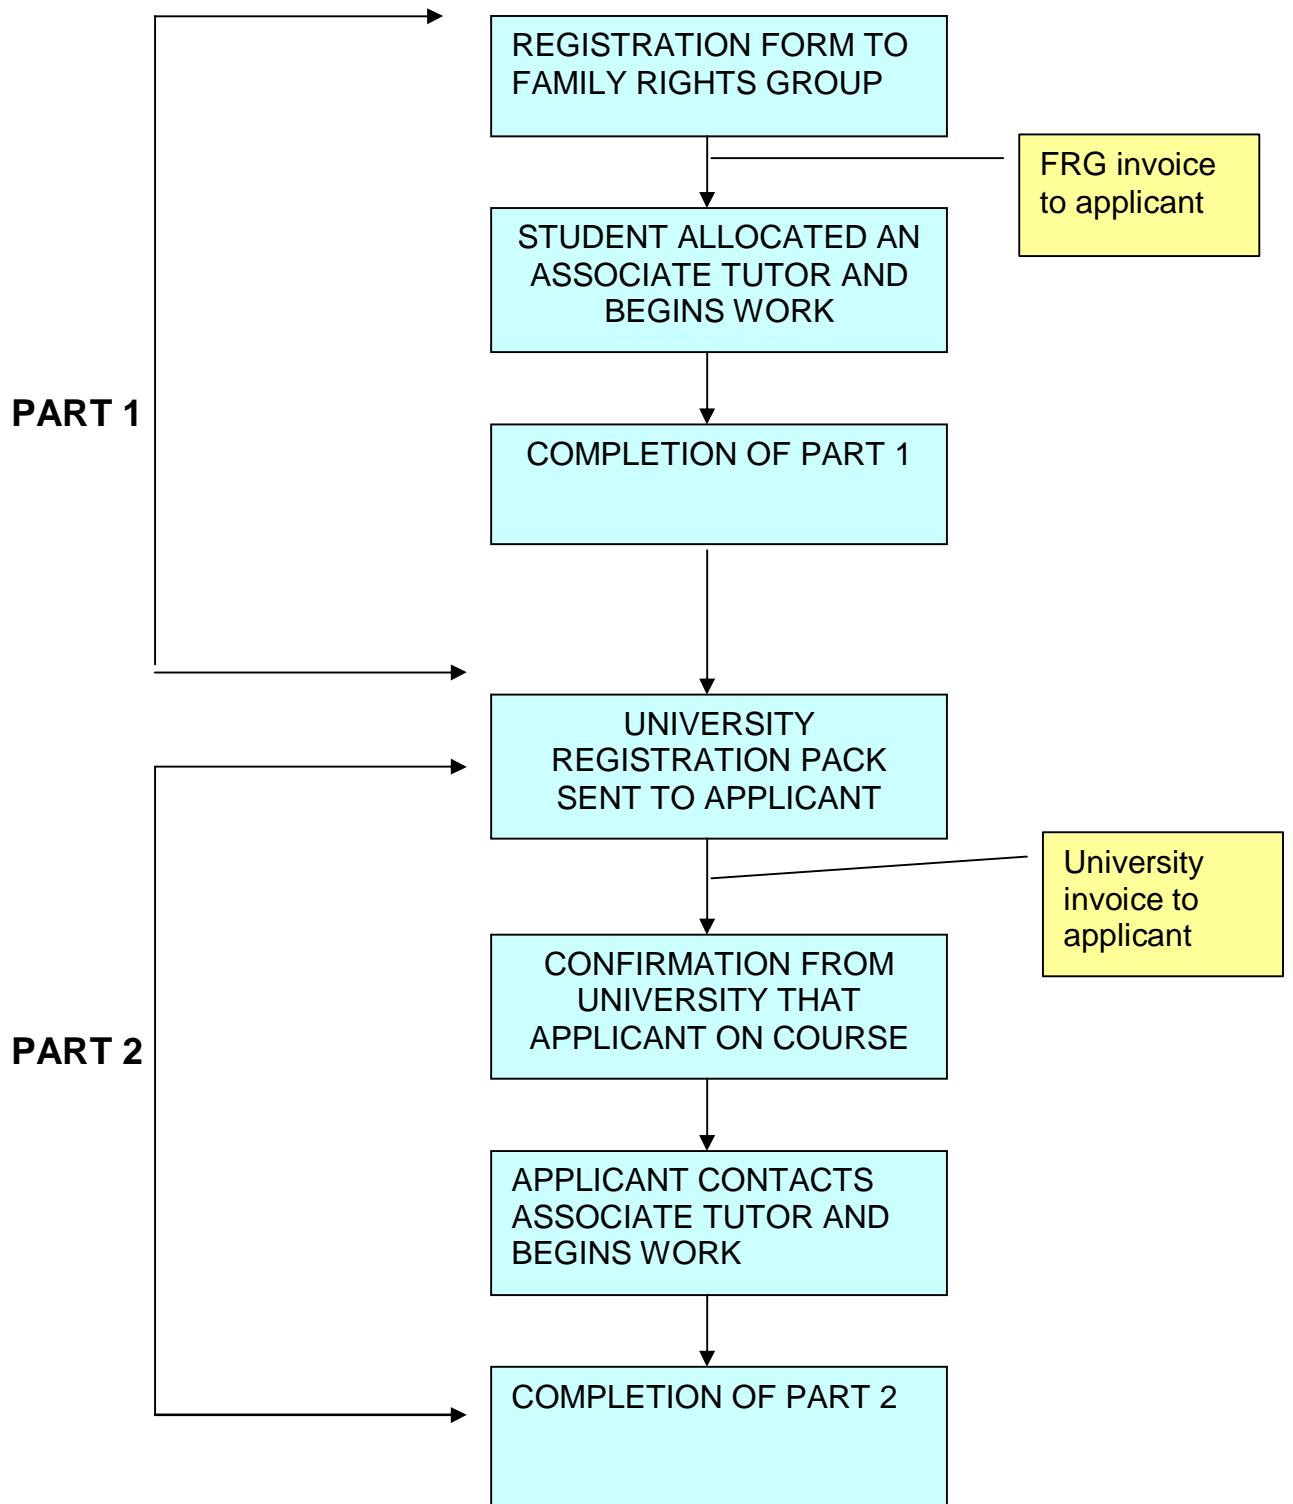 REGISTRATION FORM TO
FAMILY RIGHTS GROUP
FRG invoice
to applicant
STUDENT ALLOCATED AN
ASSOCIATE TUTOR AND
BEGINS WORK
PART 1
COMPLETION OF PART 1
UNIVERSITY
REGISTRATION PACK
SENT TO APPLICANT
University
invoice to
applicant
CONFIRMATION FROM
UNIVERSITY THAT
APPLICANT ON COURSE
PART 2
APPLICANT CONTACTS
ASSOCIATE TUTOR AND
BEGINS WORK
COMPLETION OF PART 2